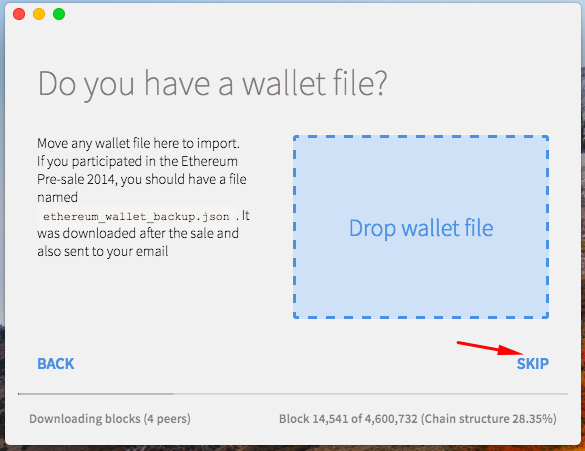 Do you have a wallet file?
Move any wallet file here to import.
If you participated in the Ethereum
Pre-sale 2014, you should have a file
named
ethereum_wallet_backup.json . It
was downloaded after the sale and
also sent to your email
Drop wallet file
BACK
SKIP
Downloading blocks (4 peers)
Block 14,541 of 4,600,732 (Chain structure 28.35%)